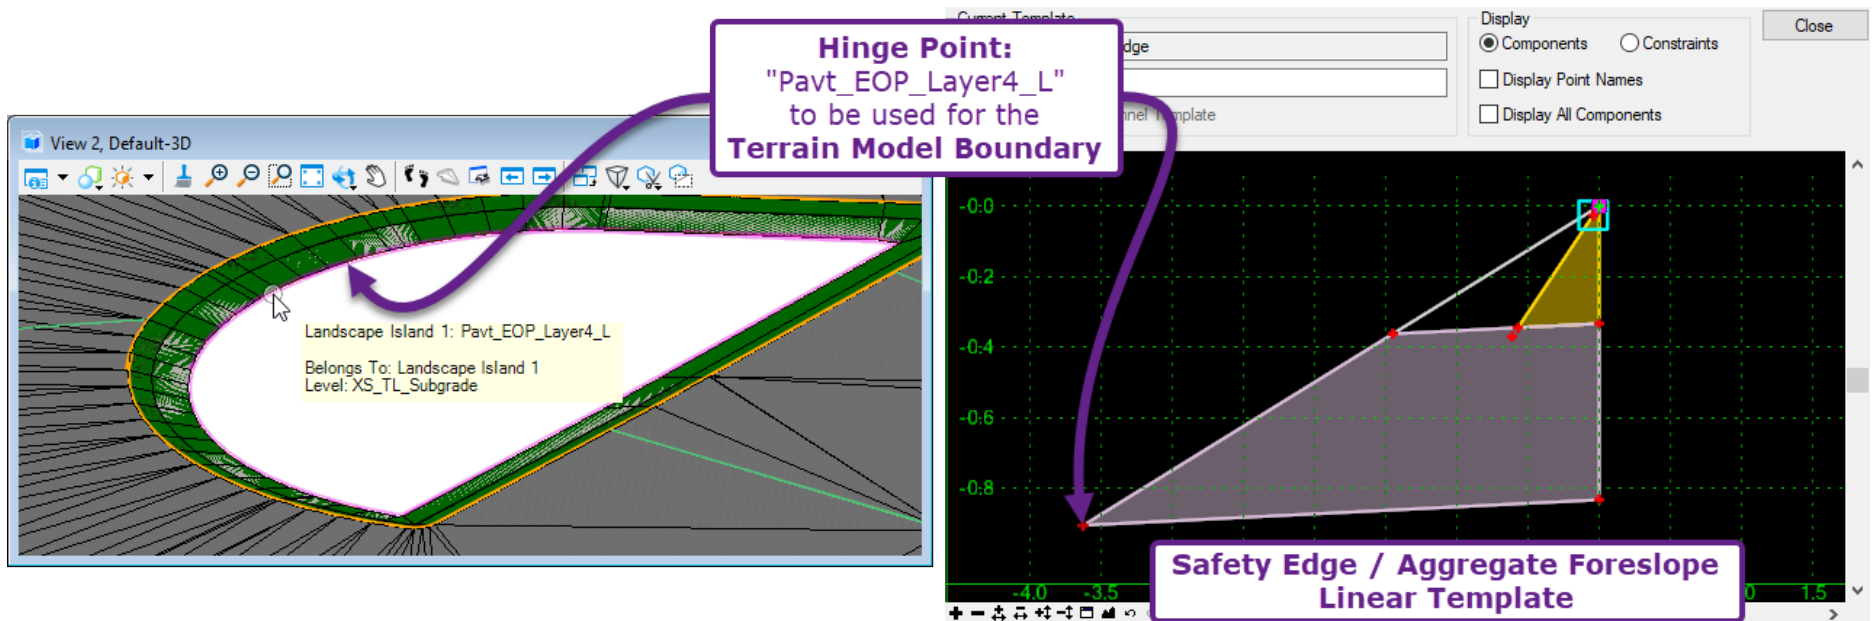 Current Template
Display
Close
dge
Components
Constraints
Display Point Names
Display All Components
Hinge Point:
"Pavt_EOP_Layer4_L"
to be used for the
Terrain Model Boundary
View 2, Default-3D
Landscape Island 1: Pavt_EOP_Layer4_L
Belongs To: Landscape Island 1
Level: XS_TL_Subgrade
-0.0
-0.2
-0.4
-0.6
-0.8
-4.0
-3.5
1.5
Safety Edge / Aggregate Foreslope
Linear Template